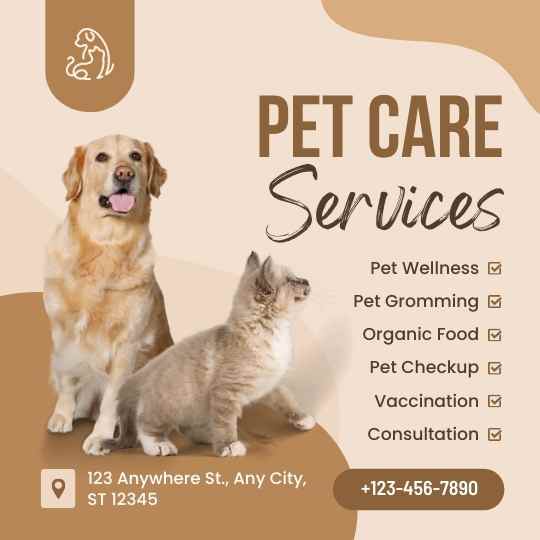 PET CARE
Services
Pet Wellness
Pet Gromming
Organic Food
Pet Checkup
Vaccination
Consultation
123 Anywhere St., Any City,
ST 12345
+123-456-7890